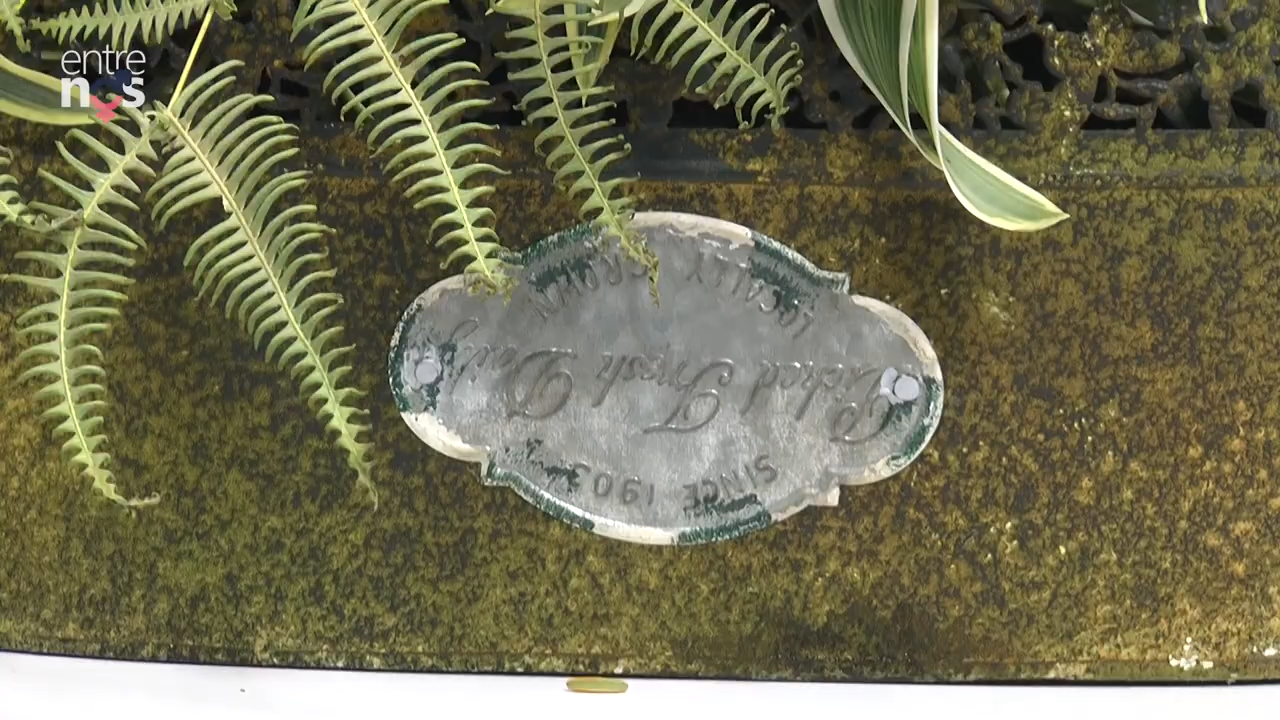 entre
nos
LOCALLY GROWN
Picked Fresh Daily
SINCE 1903